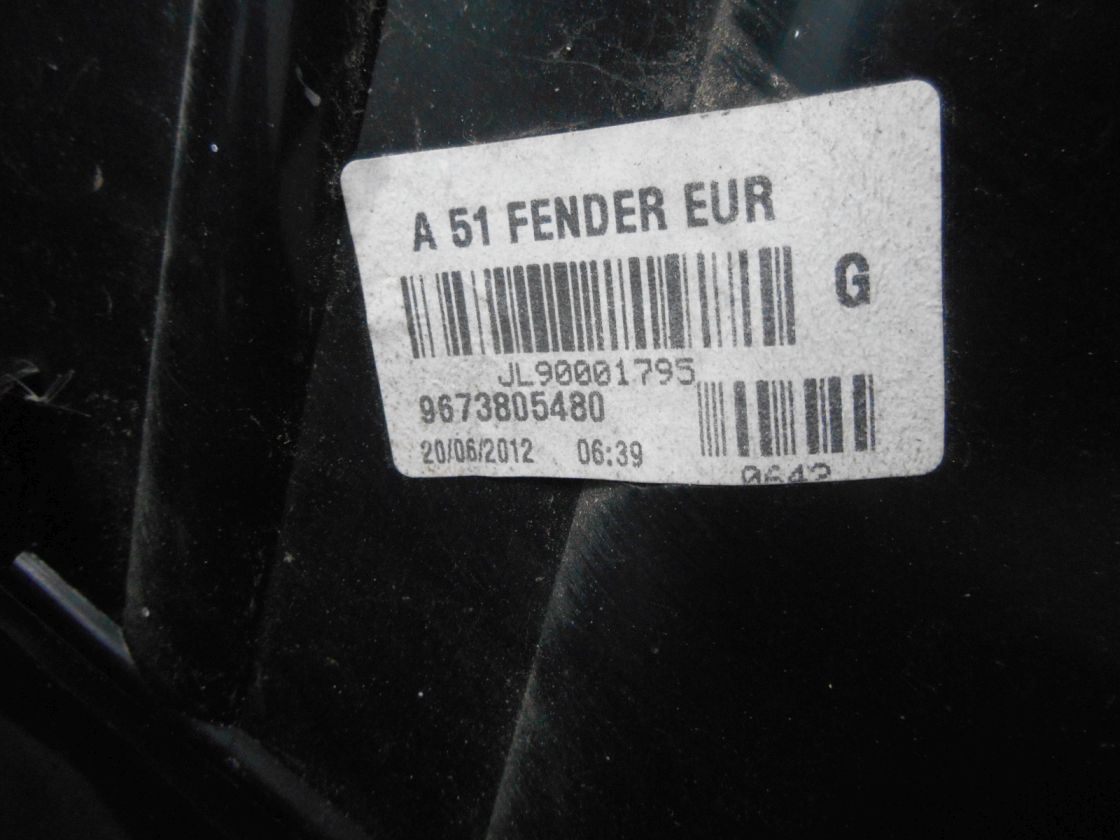 A 51 FENDER EUR
G
JL90001795
9673805480
20/06/2012 06:39